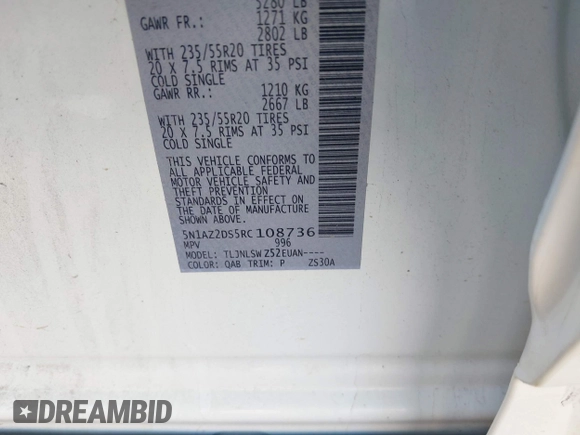 5280 LB
GAWR FR.: 1271 KG
2802 LB
WITH 235/55R20 TIRES
20 X 7.5 RIMS AT 35 PSI
COLD SINGLE
GAWR RR.: 1210 KG
2667 LB
WITH 235/55R20 TIRES
20 X 7.5 RIMS AT 35 PSI
COLD SINGLE
THIS VEHICLE CONFORMS TO
ALL APPLICABLE FEDERAL
MOTOR VEHICLE SAFETY AND
THEFT PREVENTION
STANDARDS IN EFFECT ON
THE DATE OF MANUFACTURE
SHOWN ABOVE.
5N1AZ2DS5RC108736
MPV 996
MODEL: TLJNLSWZ52EUAN----
COLOR: QAB TRIM: P ZS30A
DREAMBID